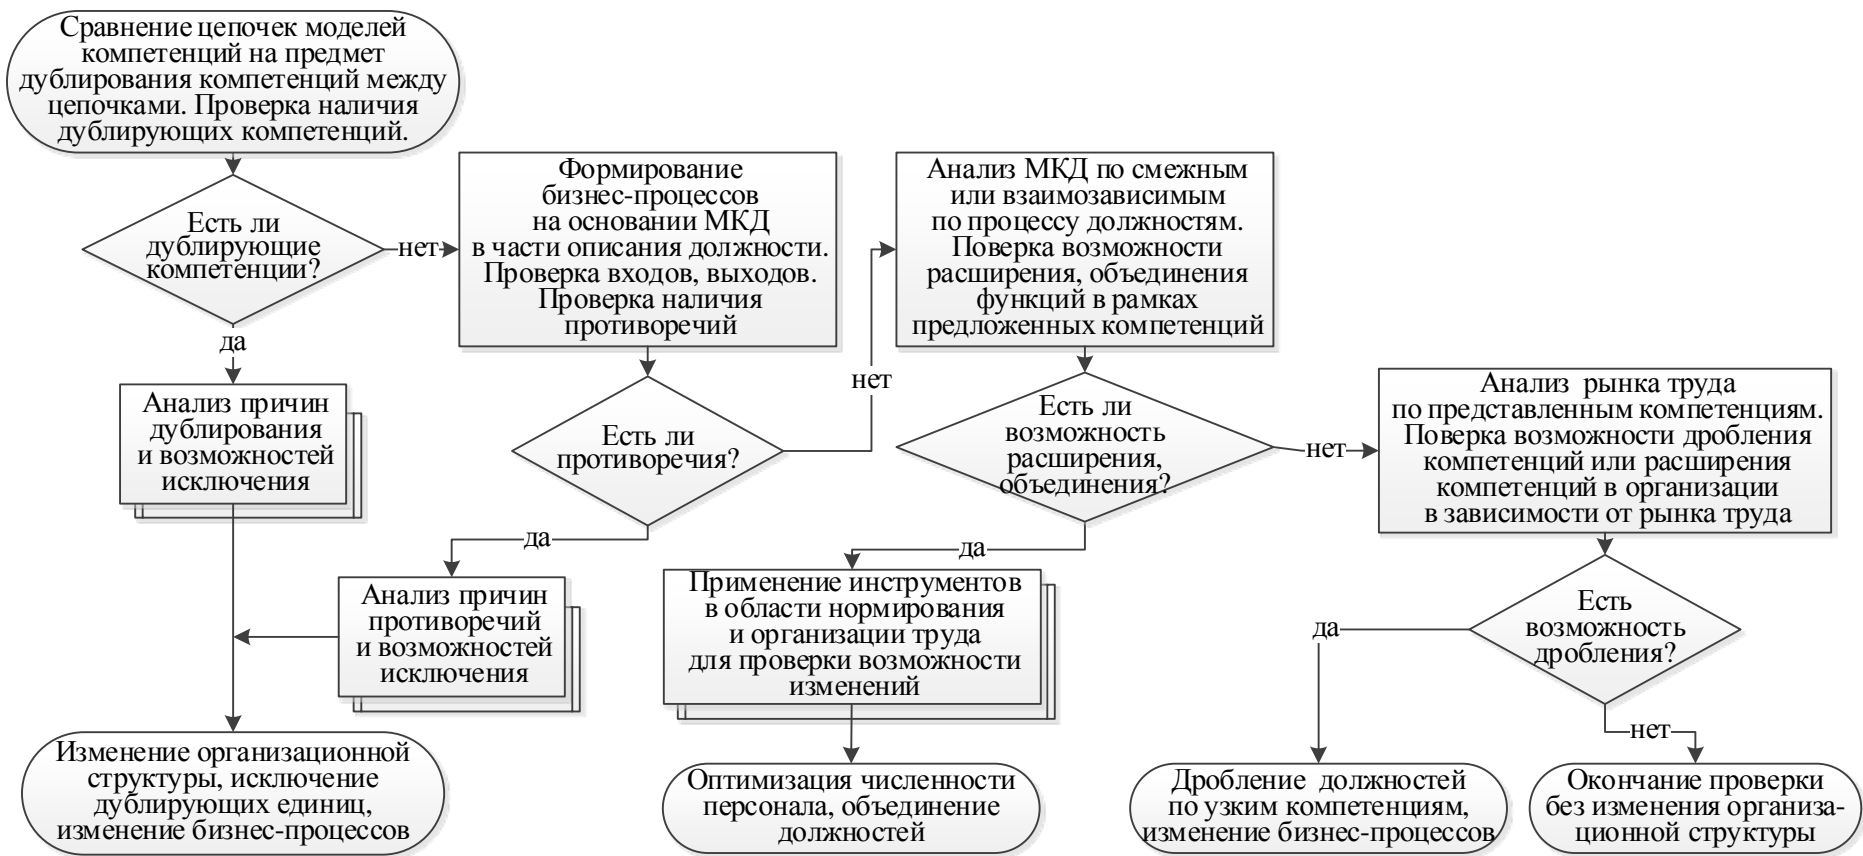 Сравнение цепочек моделей
компетенций на предмет
дублирования компетенций между
цепочками. Проверка наличия
дублирующих компетенций.
Есть ли
дублирующие
компетенции?
нет
да
Формирование
бизнес-процессов
на основании МКД
в части описания должности.
Проверка входов, выходов.
Проверка наличия
противоречий
Анализ МКД по смежным
или взаимозависимым
по процессу должностям.
Поверка возможности
расширения, объединения
функций в рамках
предложенных компетенций
нет
Анализ причин
дублирования
и возможностей
исключения
Есть ли
противоречия?
да
Есть ли
возможность
расширения,
объединения?
нет
да
Анализ рынка труда
по представленным компетенциям.
Поверка возможности дробления
компетенций или расширения
компетенций в организации
в зависимости от рынка труда
Анализ причин
противоречий
и возможностей
исключения
Применение инструментов
в области нормирования
и организации труда
для проверки возможности
изменений
Есть
возможность
дробления?
да
нет
Изменение организационной
структуры, исключение
дублирующих единиц,
изменение бизнес-процессов
Оптимизация численности
персонала, объединение
должностей
Дробление должностей
по узким компетенциям,
изменение бизнес-процессов
Окончание проверки
без изменения организа-
ционной структуры